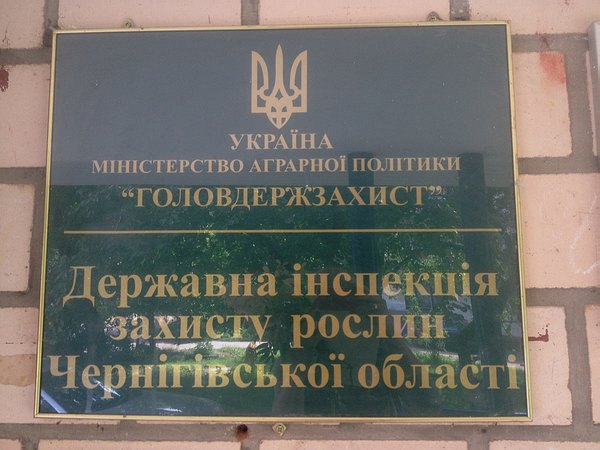 УКРАЇНА
МІНІСТЕРСТВО АГРАРНОЇ ПОЛІТИКИ
“ГОЛОВДЕРЖЗАХИСТ”
Державна інспекція
захисту рослин
Чернігівської області